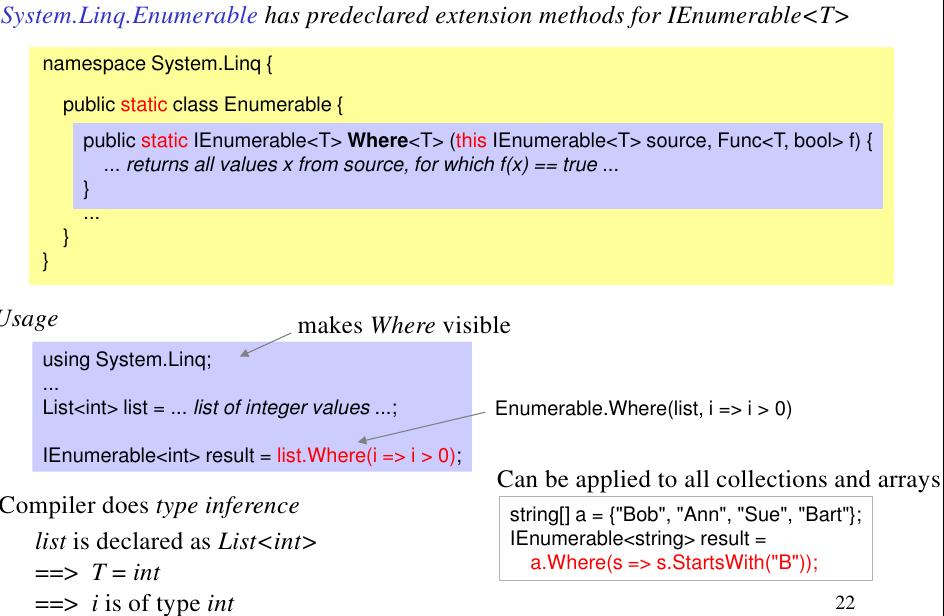 System.Linq.Enumerable has predeclared extension methods for IEnumerable<T>
namespace System.Linq {
public static class Enumerable {
public static IEnumerable<T> Where<T> (this IEnumerable<T> source, Func<T, bool> f) {
... returns all values x from source, for which f(x) == true ...
}
...
}
}
Usage
makes Where visible
using System.Linq;
...
List<int> list = ... list of integer values ...;
Enumerable.Where(list, i => i > 0)
IEnumerable<int> result = list.Where(i => i > 0);
Can be applied to all collections and arrays
string[] a = {"Bob", "Ann", "Sue", "Bart"};
IEnumerable<string> result =
a.Where(s => s.StartsWith("B"));
Compiler does type inference
list is declared as List<int>
==> T = int
==> i is of type int
22